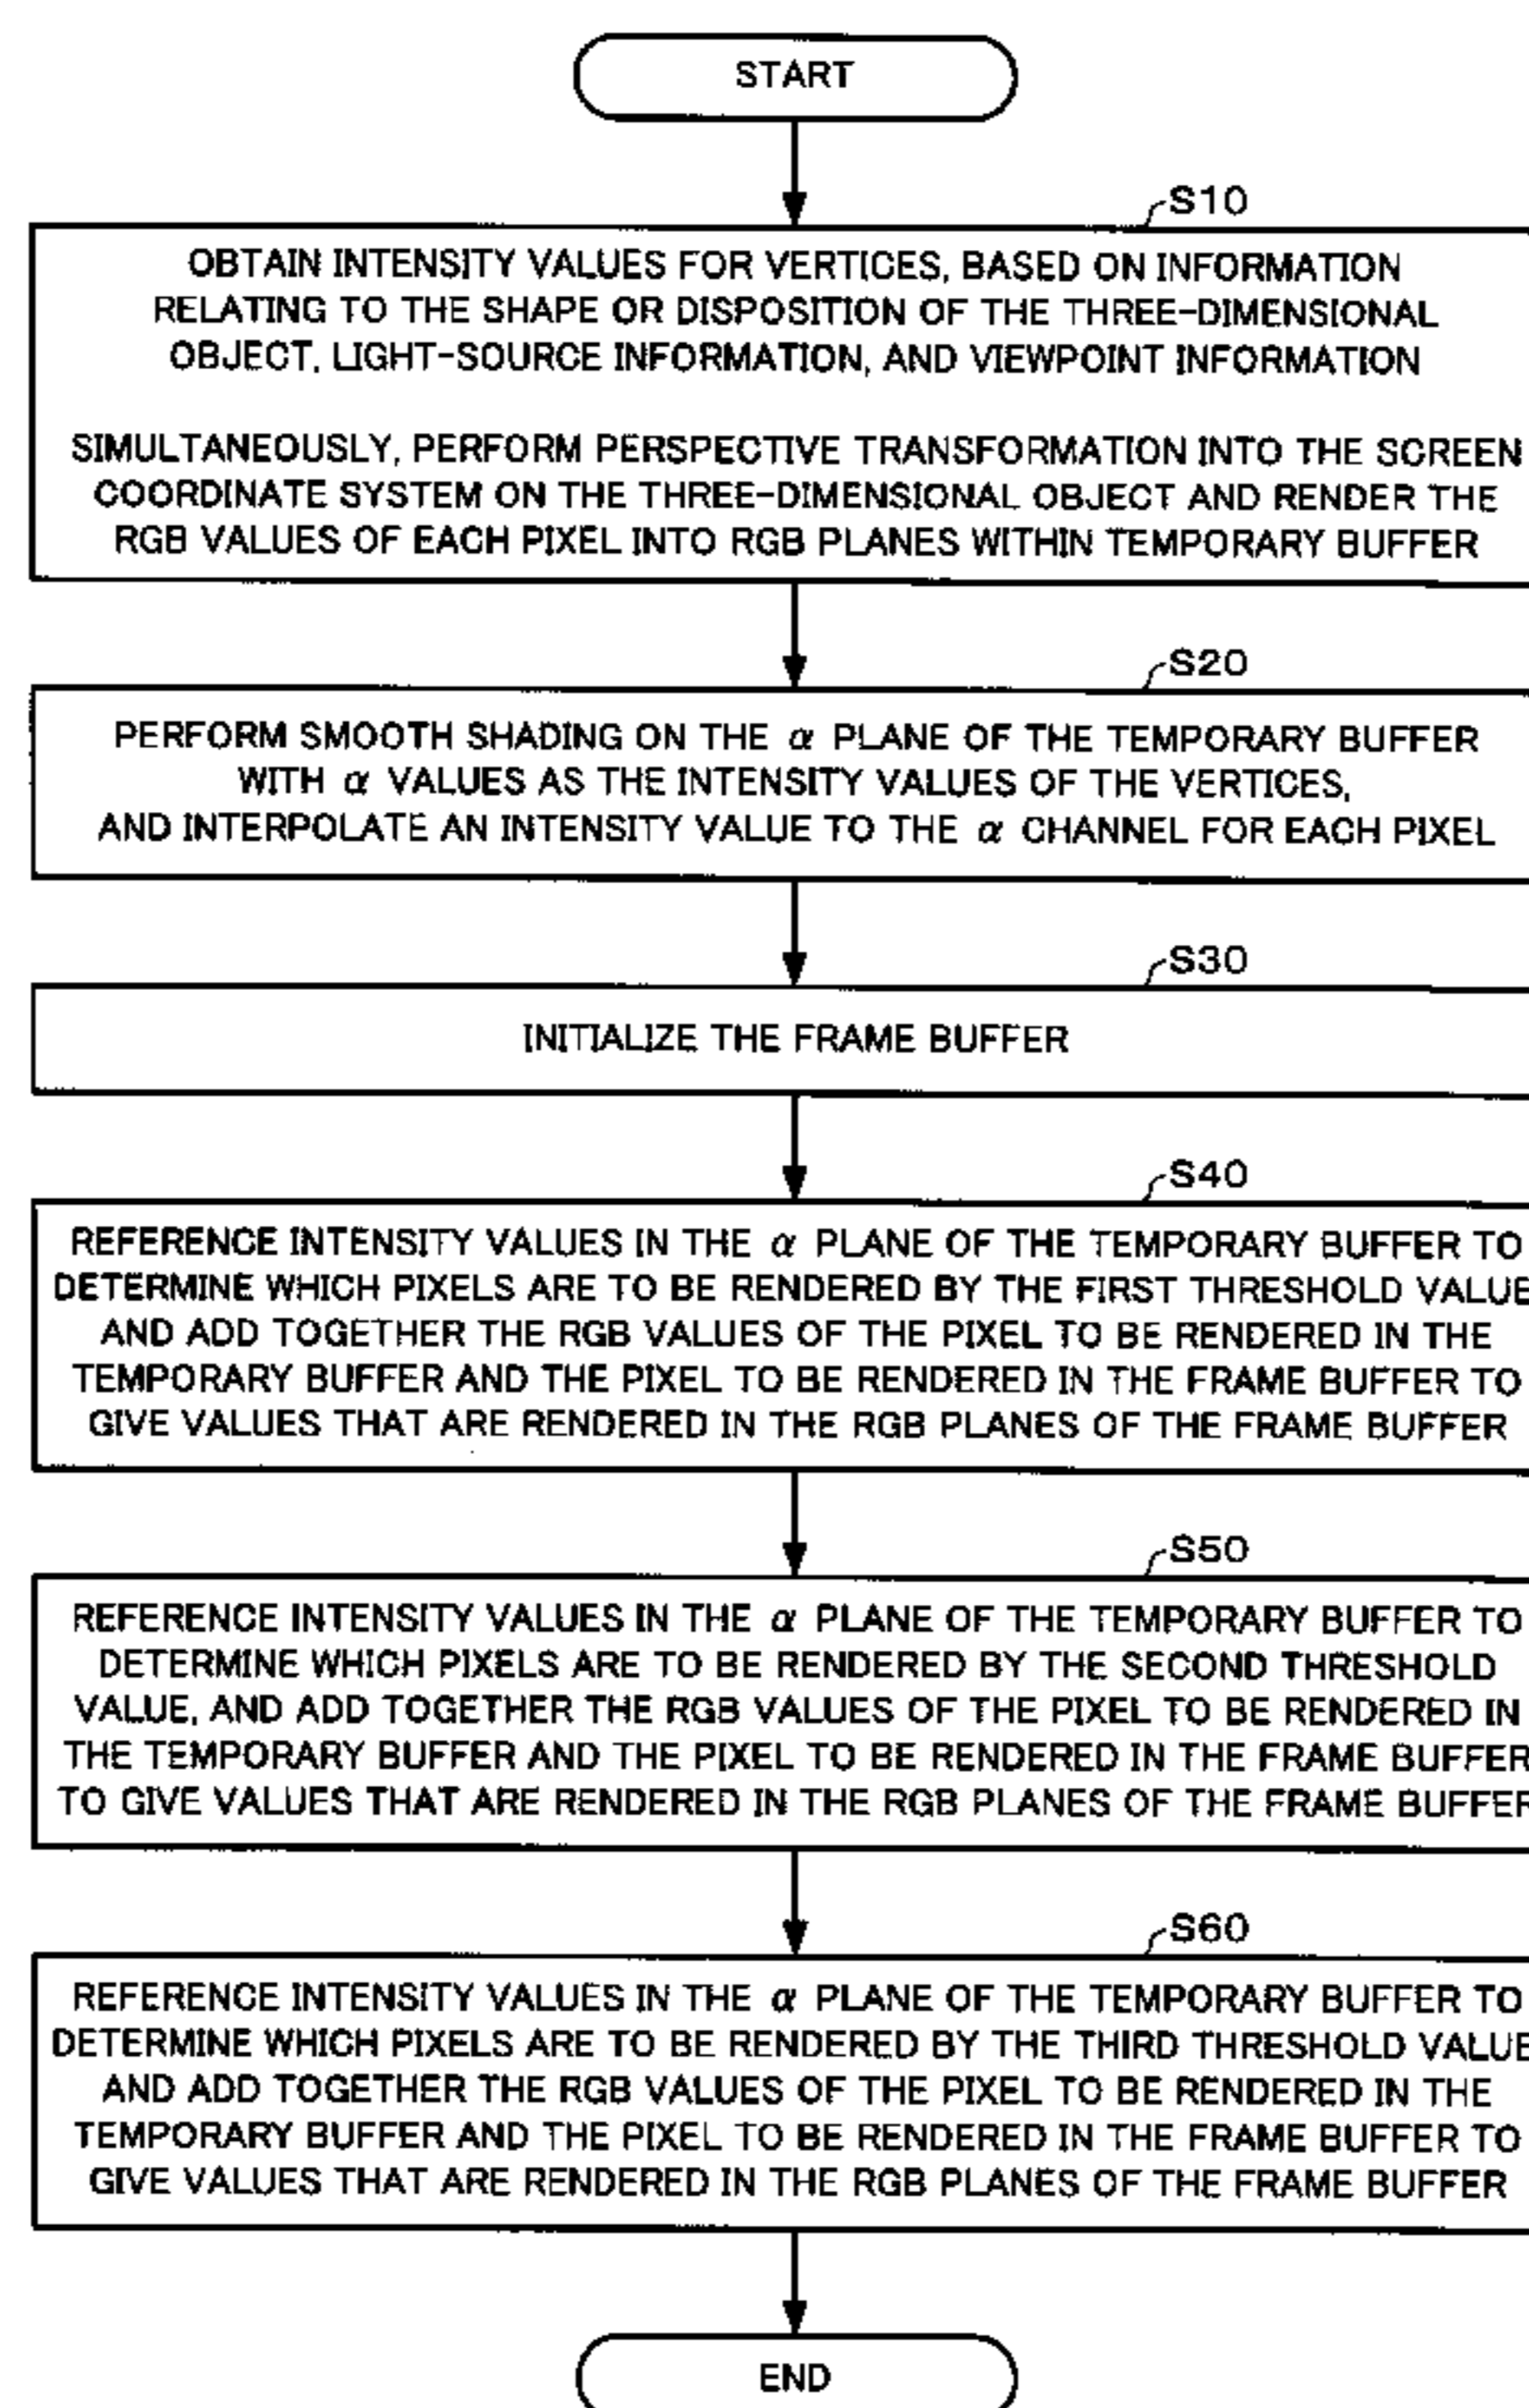 START
S10
OBTAIN INTENSITY VALUES FOR VERTICES, BASED ON INFORMATION
RELATING TO THE SHAPE OR DISPOSITION OF THE THREE-DIMENSIONAL
OBJECT, LIGHT-SOURCE INFORMATION, AND VIEWPOINT INFORMATION
SIMULTANEOUSLY, PERFORM PERSPECTIVE TRANSFORMATION INTO THE SCREEN
COORDINATE SYSTEM ON THE THREE-DIMENSIONAL OBJECT AND RENDER THE
RGB VALUES OF EACH PIXEL INTO RGB PLANES WITHIN TEMPORARY BUFFER
S20
PERFORM SMOOTH SHADING ON THE α PLANE OF THE TEMPORARY BUFFER
WITH α VALUES AS THE INTENSITY VALUES OF THE VERTICES,
AND INTERPOLATE AN INTENSITY VALUE TO THE α CHANNEL FOR EACH PIXEL
S30
INITIALIZE THE FRAME BUFFER
S40
REFERENCE INTENSITY VALUES IN THE α PLANE OF THE TEMPORARY BUFFER TO
DETERMINE WHICH PIXELS ARE TO BE RENDERED BY THE FIRST THRESHOLD VALUE
AND ADD TOGETHER THE RGB VALUES OF THE PIXEL TO BE RENDERED IN THE
TEMPORARY BUFFER AND THE PIXEL TO BE RENDERED IN THE FRAME BUFFER TO
GIVE VALUES THAT ARE RENDERED IN THE RGB PLANES OF THE FRAME BUFFER
S50
REFERENCE INTENSITY VALUES IN THE α PLANE OF THE TEMPORARY BUFFER TO
DETERMINE WHICH PIXELS ARE TO BE RENDERED BY THE SECOND THRESHOLD
VALUE, AND ADD TOGETHER THE RGB VALUES OF THE PIXEL TO BE RENDERED IN
THE TEMPORARY BUFFER AND THE PIXEL TO BE RENDERED IN THE FRAME BUFFER
TO GIVE VALUES THAT ARE RENDERED IN THE RGB PLANES OF THE FRAME BUFFER
S60
REFERENCE INTENSITY VALUES IN THE α PLANE OF THE TEMPORARY BUFFER TO
DETERMINE WHICH PIXELS ARE TO BE RENDERED BY THE THIRD THRESHOLD VALUE
AND ADD TOGETHER THE RGB VALUES OF THE PIXEL TO BE RENDERED IN THE
TEMPORARY BUFFER AND THE PIXEL TO BE RENDERED IN THE FRAME BUFFER TO
GIVE VALUES THAT ARE RENDERED IN THE RGB PLANES OF THE FRAME BUFFER
END